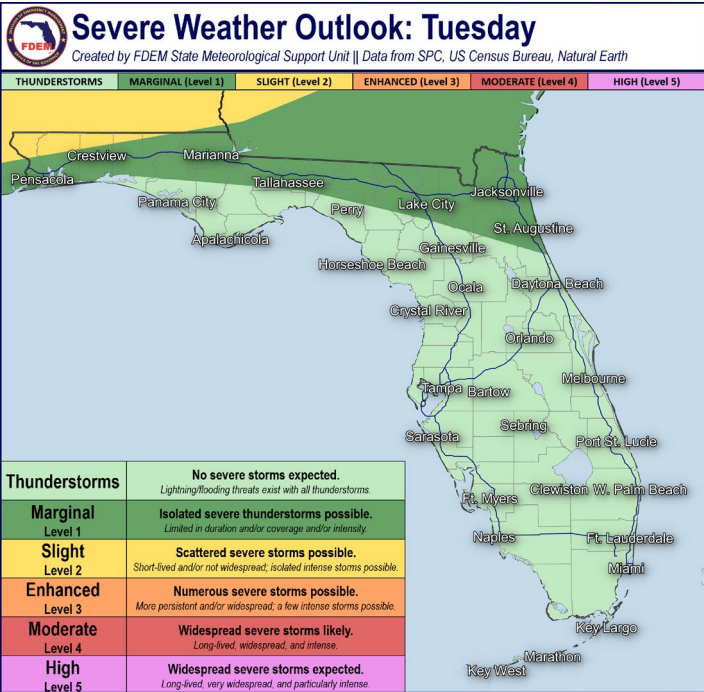 FDEM
Severe Weather Outlook: Tuesday
Created by FDEM State Meteorological Support Unit || Data from SPC, US Census Bureau, Natural Earth
THUNDERSTORMS
MARGINAL (Level 1)
SLIGHT (Level 2)
ENHANCED (Level 3)
MODERATE (Level 4)
HIGH (Level 5)
Crestview
Marianna
Pensacola
Tallahassee
Jacksonville
Panama City
Perry
Lake City
St. Augustine
Apalachicola
Gainesville
Horseshoe Beach
Ocala
Daytona Beach
Crystal River
Orlando
Melbourne
Tampa
Bartow
Sebring
Sarasota
Port St. Lucie
Ft. Myers
Clewiston
W. Palm Beach
Naples
Ft. Lauderdale
Miami
Key Largo
Marathon
Key West
Thunderstorms
No severe storms expected.
Lightning/flooding threats exist with all thunderstorms.
Marginal
Level 1
Isolated severe thunderstorms possible.
Limited in duration and/or coverage and/or intensity.
Slight
Level 2
Scattered severe storms possible.
Short-lived and/or not widespread; isolated intense storms possible.
Enhanced
Level 3
Numerous severe storms possible.
More persistent and/or widespread; a few intense storms possible.
Moderate
Level 4
Widespread severe storms likely.
Long-lived, widespread, and intense.
High
Level 5
Widespread severe storms expected.
Long-lived, very widespread, and particularly intense.